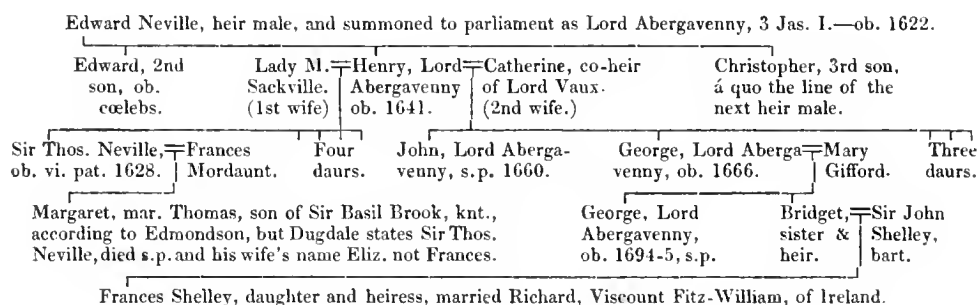 Edward Neville, heir male, and summoned to parliament as Lord Abergavenny, 3 Jas. I.—ob. 1622.
Edward, 2nd son, ob. cœlebs.
Lady M. Sackville. (1st wife)
Henry, Lord Abergavenny ob. 1641.
Catherine, co-heir of Lord Vaux. (2nd wife.)
Christopher, 3rd son, á quo the line of the next heir male.
Sir Thos. Neville, ob. vi. pat. 1628.
Frances Mordaunt.
Four daurs.
John, Lord Aberga-
venny, s.p. 1660.
George, Lord Aberga
venny, ob. 1666.
Mary Gifford.
Three daurs.
Margaret, mar. Thomas, son of Sir Basil Brook, knt.,
according to Edmondson, but Dugdale states Sir Thos.
Neville, died s.p. and his wife's name Eliz. not Frances.
George, Lord
Abergavenny,
ob. 1694-5, s.p.
Bridget,
sister &
heir.
Sir John
Shelley,
bart.
Frances Shelley, daughter and heiress, married Richard, Viscount Fitz-William, of Ireland.